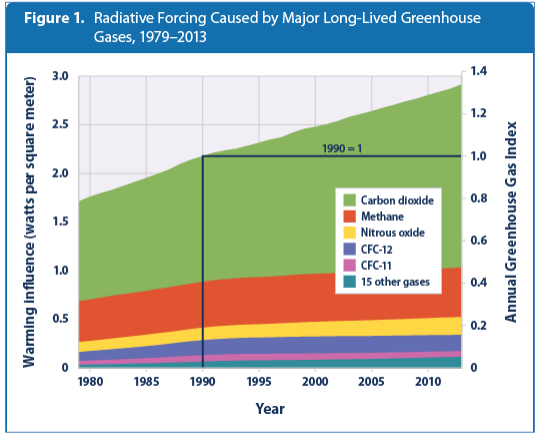 Figure 1. Radiative Forcing Caused by Major Long-Lived Greenhouse
Gases, 1979–2013
Warming influence (watts per square meter)
3.0
2.5
2.0
1.5
1.0
0.5
0
1.4
1.2
1.0
0.8
0.6
0.4
0.2
0
Annual Greenhouse Gas Index
1990 = 1
Carbon dioxide
Methane
Nitrous oxide
CFC-12
CFC-11
15 other gases
1980 1985 1990 1995 2000 2005 2010
Year